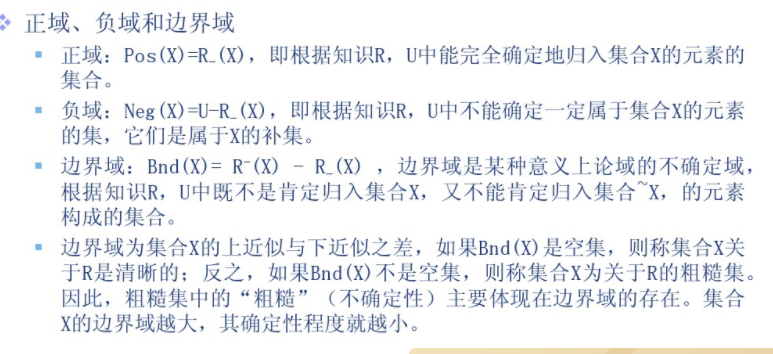 正域、负域和边界域
正域：Pos(X)=R_(X)，即根据知识R，U中能完全确定地归入集合X的元素的
集合。
负域：Neg(X)=U-R_(X)，即根据知识R，U中不能确定一定属于集合X的元素
的集，它们是属于X的补集。
边界域：Bnd(X)= R⁻(X) - R_(X) ，边界域是某种意义上论域的不确定域，
根据知识R，U中既不是肯定归入集合X，又不能肯定归入集合~X，的元素
构成的集合。
边界域为集合X的上近似与下近似之差，如果Bnd(X)是空集，则称集合X关
于R是清晰的；反之，如果Bnd(X)不是空集，则称集合X为关于R的粗糙集。
因此，粗糙集中的“粗糙”（不确定性）主要体现在边界域的存在。集合
X的边界域越大，其确定性程度就越小。